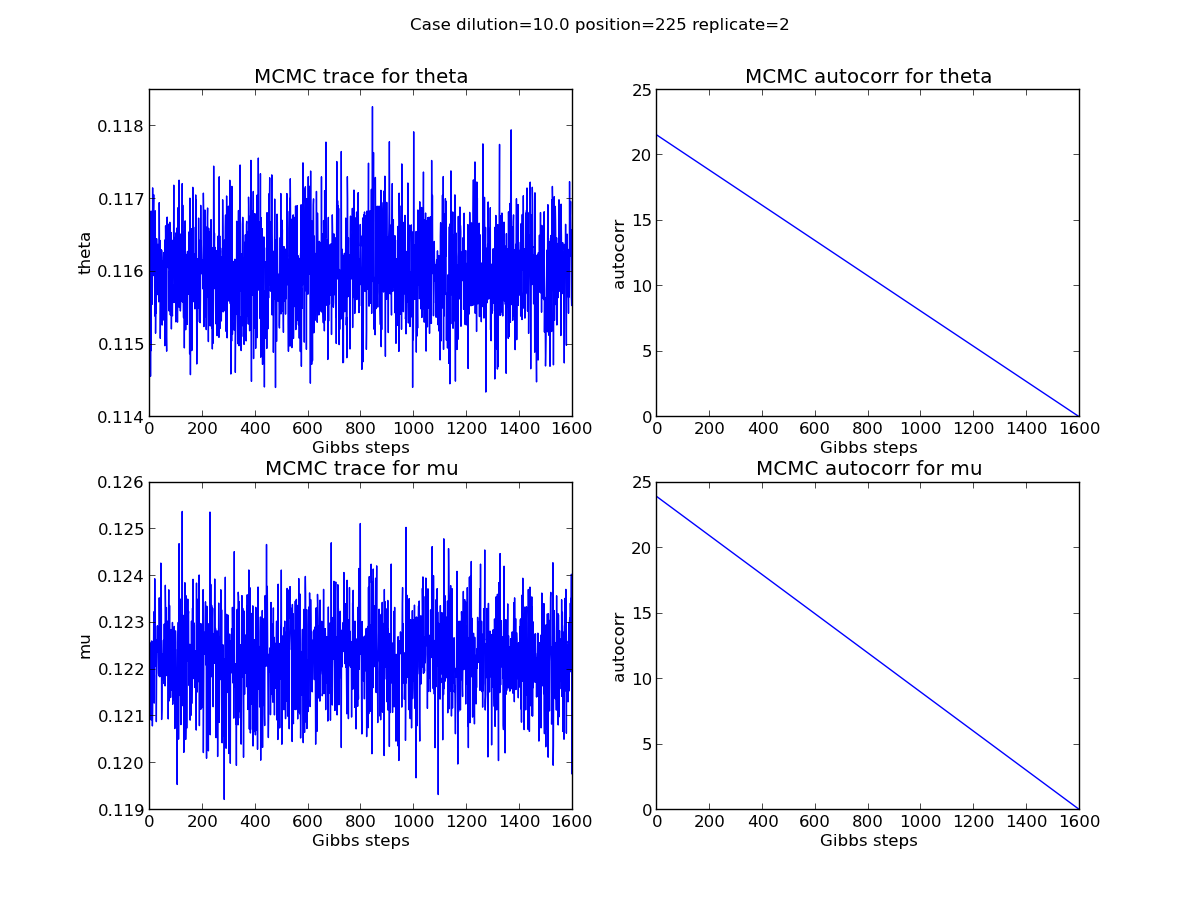 Case dilution=10.0 position=225 replicate=2
MCMC trace for theta
0.118
0.117
0.116
0.115
0.114
theta
0 200 400 600 800 1000 1200 1400 1600
Gibbs steps
MCMC autocorr for theta
25
20
15
10
5
0
autocorr
0 200 400 600 800 1000 1200 1400 1600
Gibbs steps
MCMC trace for mu
0.126
0.125
0.124
0.123
0.122
0.121
0.120
0.119
mu
0 200 400 600 800 1000 1200 1400 1600
Gibbs steps
MCMC autocorr for mu
25
20
15
10
5
0
autocorr
0 200 400 600 800 1000 1200 1400 1600
Gibbs steps